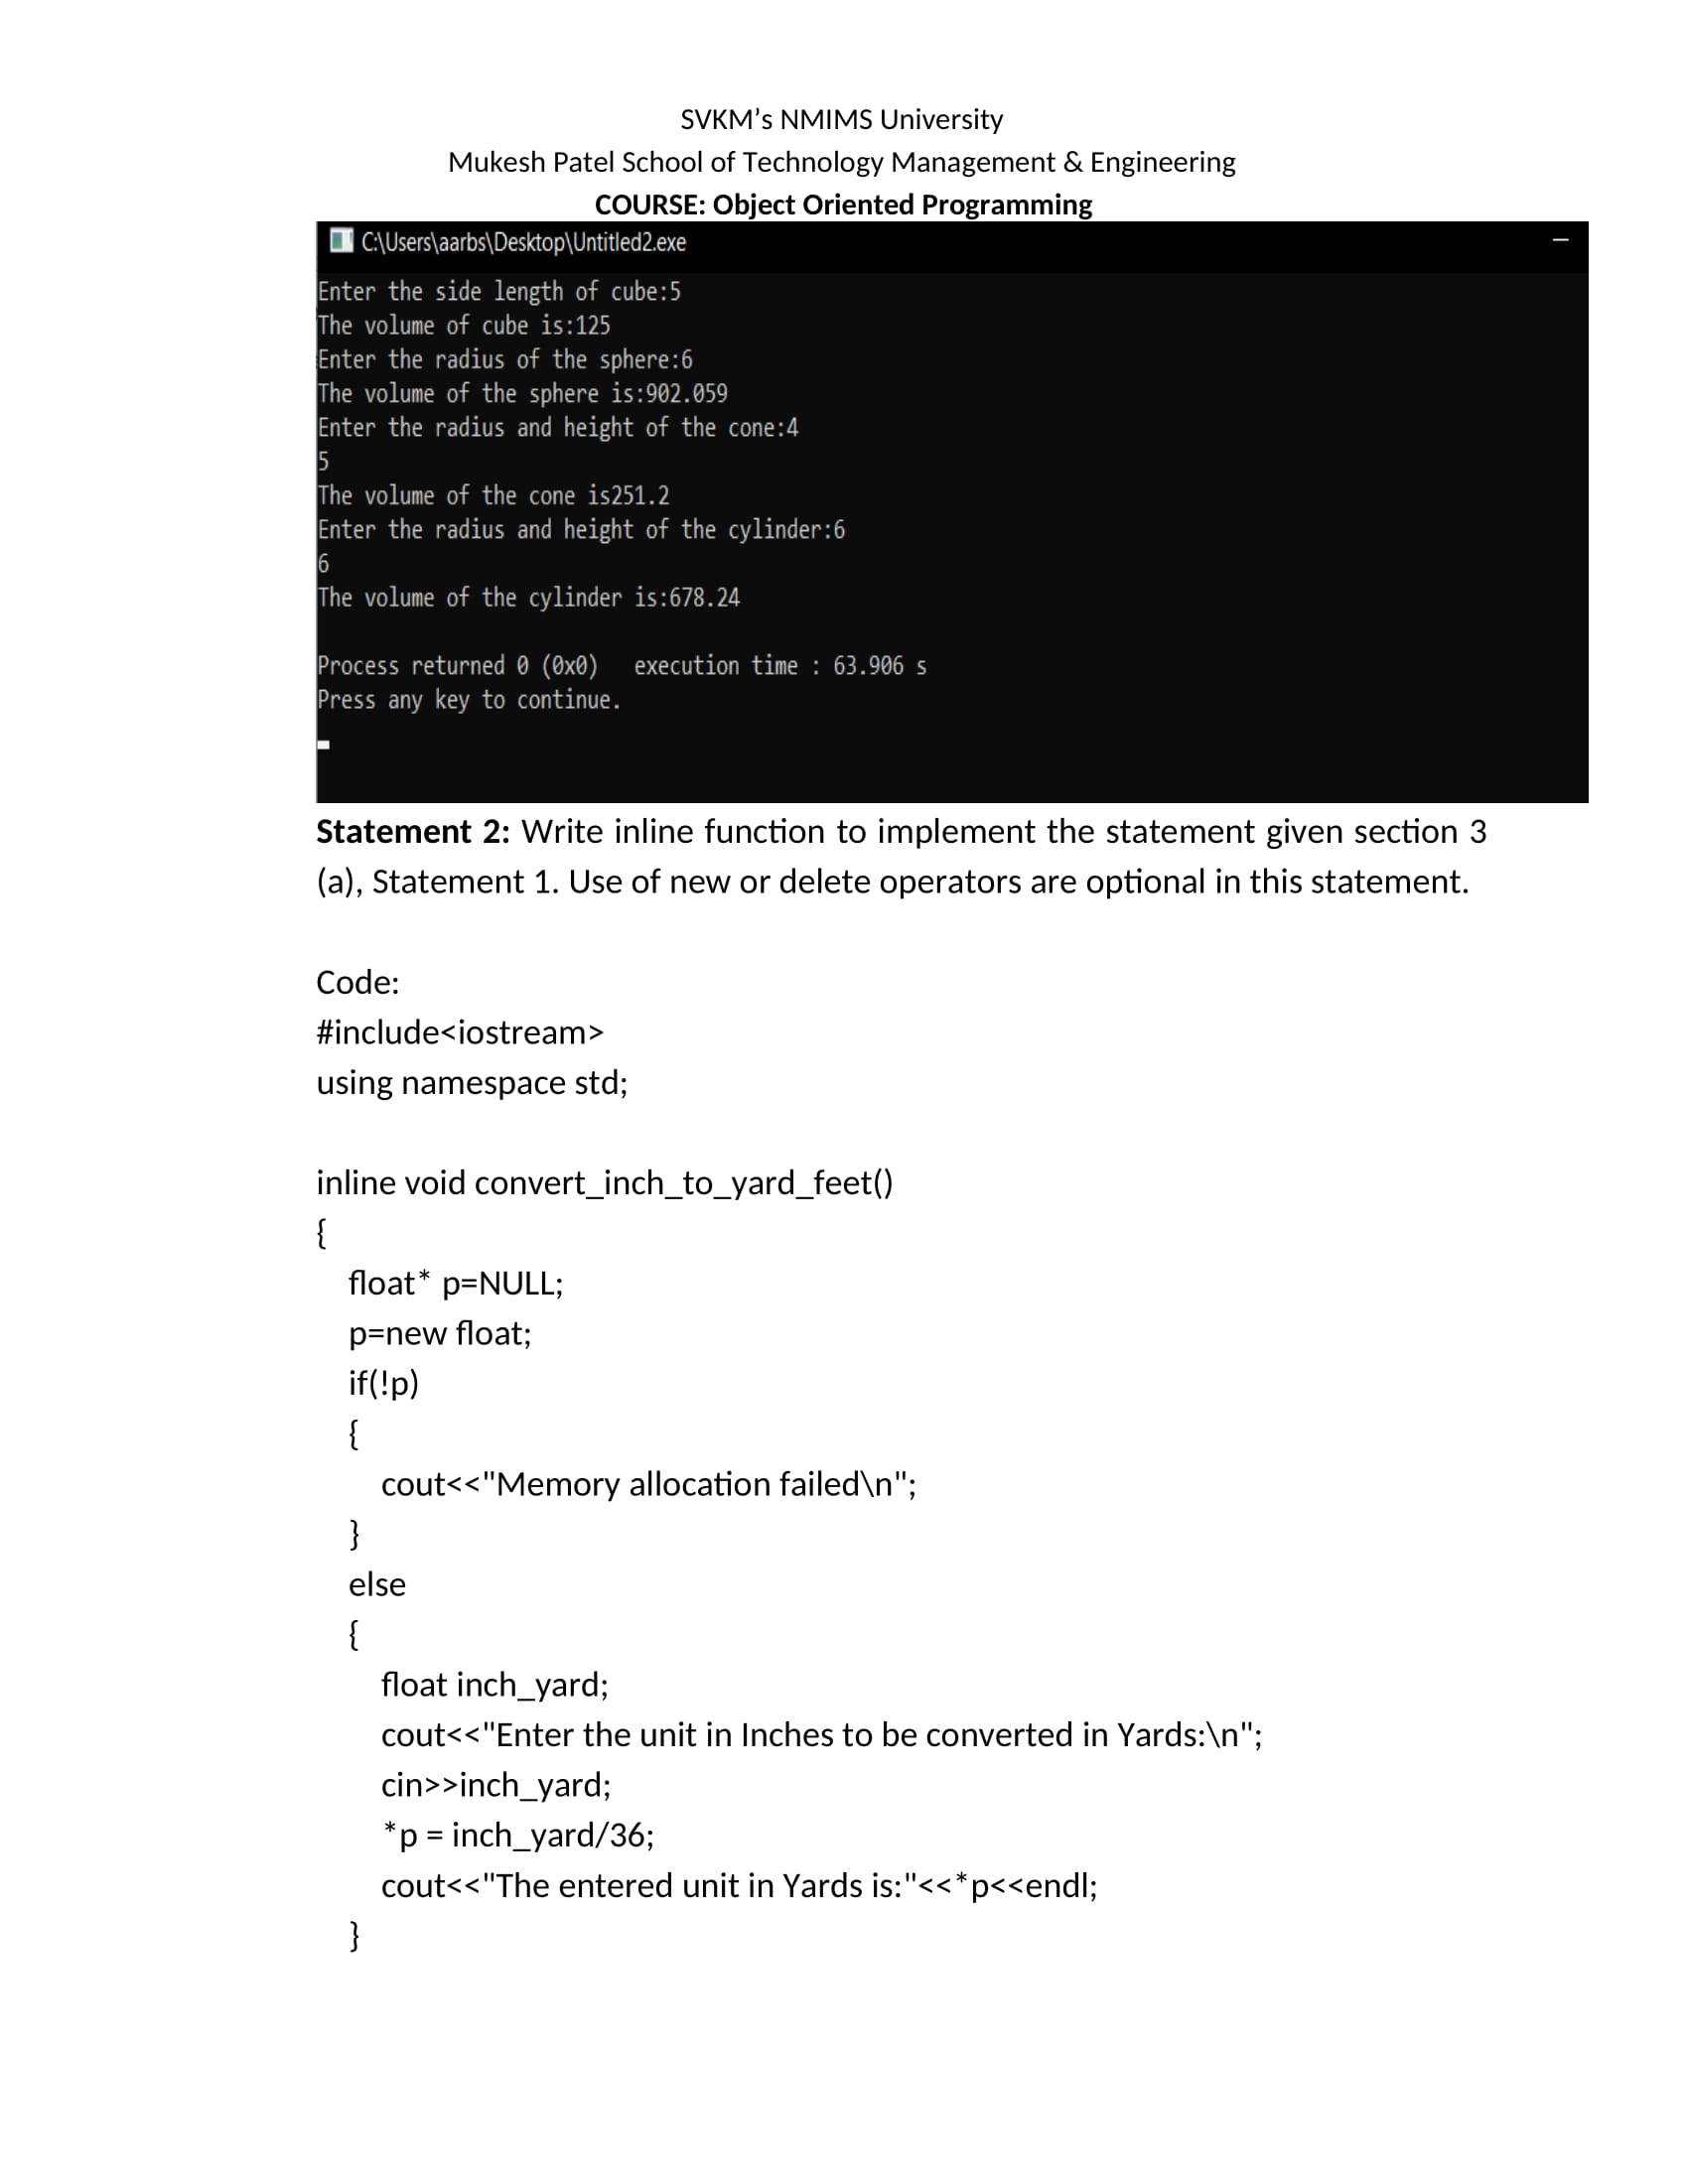 SVKM’s NMIMS University
Mukesh Patel School of Technology Management & Engineering
COURSE: Object Oriented Programming
C:\Users\aarbs\Desktop\Untitled2.exe
Enter the side length of cube:5
The volume of cube is:125
Enter the radius of the sphere:6
The volume of the sphere is:902.059
Enter the radius and height of the cone:4
5
The volume of the cone is251.2
Enter the radius and height of the cylinder:6
6
The volume of the cylinder is:678.24
Process returned 0 (0x0)   execution time : 63.906 s
Press any key to continue.
Statement 2: Write inline function to implement the statement given section 3
(a), Statement 1. Use of new or delete operators are optional in this statement.
Code:
#include<iostream>
using namespace std;
inline void convert_inch_to_yard_feet()
{
float* p=NULL;
p=new float;
if(!p)
{
cout<<"Memory allocation failed\n";
}
else
{
float inch_yard;
cout<<"Enter the unit in Inches to be converted in Yards:\n";
cin>>inch_yard;
*p = inch_yard/36;
cout<<"The entered unit in Yards is:"<<*p<<endl;
}